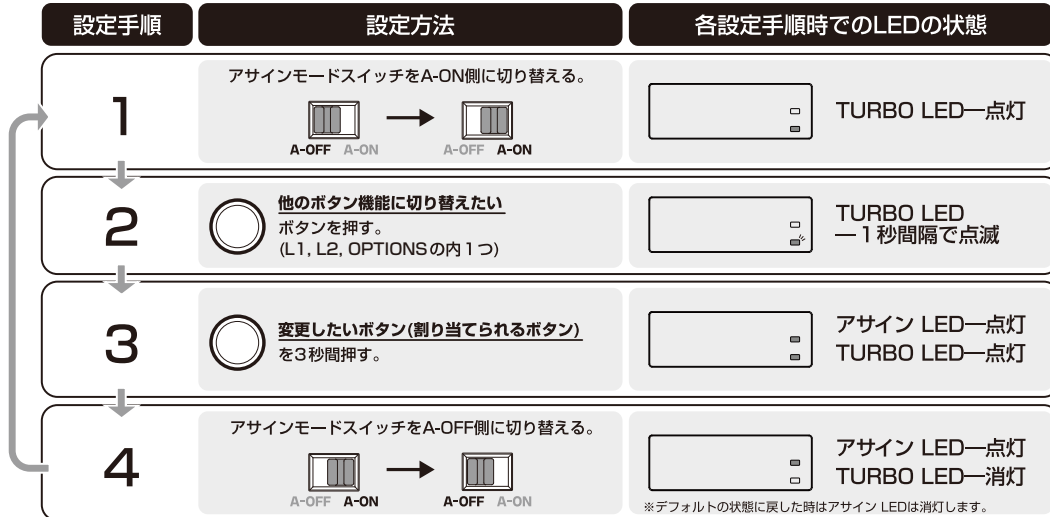 設定手順
設定方法
各設定手順時でのLEDの状態
1
アサインモードスイッチをA-ON側に切り替える。
A-OFF A-ON
A-OFF A-ON
TURBO LED―点灯
2
他のボタン機能に切り替えたい
ボタンを押す。
(L1, L2, OPTIONSの内1つ)
TURBO LED
―1秒間隔で点滅
3
変更したいボタン(割り当てられるボタン)
を3秒間押す。
アサイン LED―点灯
TURBO LED―点灯
4
アサインモードスイッチをA-OFF側に切り替える。
A-OFF A-ON
A-OFF A-ON
アサイン LED―点灯
TURBO LED―消灯
※デフォルトの状態に戻した時はアサイン LEDは消灯します。